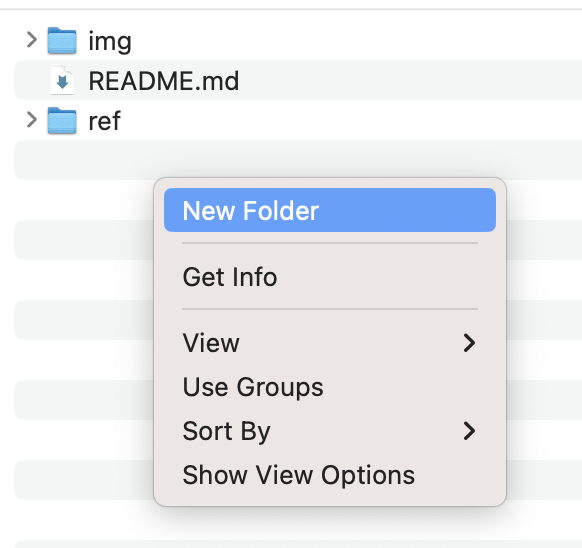 img
README.md
ref
New Folder
Get Info
View
Use Groups
Sort By
Show View Options